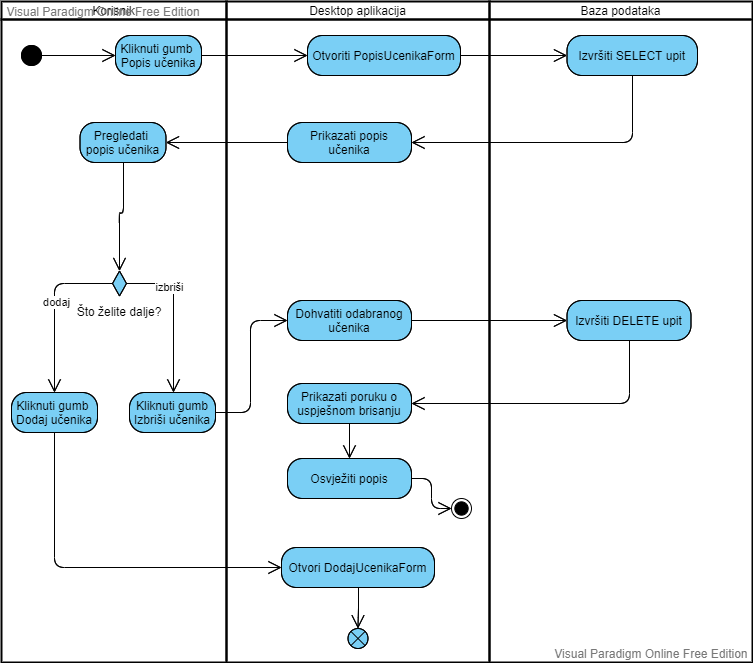 Visual Paradigm Online Free Edition
Korisnik
Desktop aplikacija
Baza podataka
Kliknuti gumb
Popis učenika
Otvoriti PopisUcenikaForm
Izvršiti SELECT upit
Pregledati
popis učenika
Prikazati popis
učenika
dodaj
izbriši
Što želite dalje?
Dohvatiti odabranog
učenika
Izvršiti DELETE upit
Kliknuti gumb
Dodaj učenika
Kliknuti gumb
Izbriši učenika
Prikazati poruku o
uspješnom brisanju
Osvježiti popis
Otvori DodajUcenikaForm
Visual Paradigm Online Free Edition